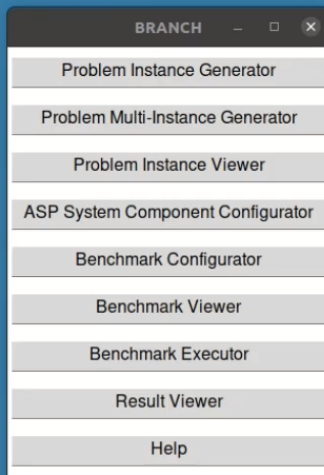 BRANCH
Problem Instance Generator
Problem Multi-Instance Generator
Problem Instance Viewer
ASP System Component Configurator
Benchmark Configurator
Benchmark Viewer
Benchmark Executor
Result Viewer
Help